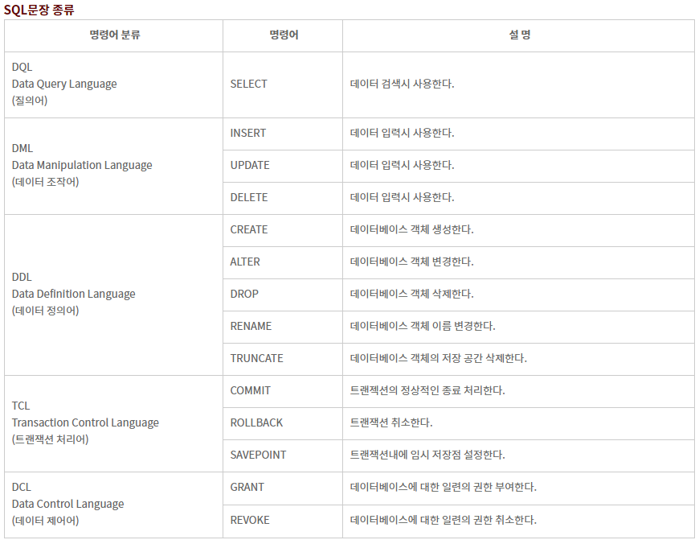 SQL문장 종류
명령어 분류 명령어 설 명
DQL
Data Query Language
(질의어)
SELECT 데이터 검색시 사용한다.
DML
Data Manipulation Language
(데이터 조작어)
INSERT 데이터 입력시 사용한다.
UPDATE 데이터 입력시 사용한다.
DELETE 데이터 입력시 사용한다.
DDL
Data Definition Language
(데이터 정의어)
CREATE 데이터베이스 객체 생성한다.
ALTER 데이터베이스 객체 변경한다.
DROP 데이터베이스 객체 삭제한다.
RENAME 데이터베이스 객체 이름 변경한다.
TRUNCATE 데이터베이스 객체의 저장 공간 삭제한다.
TCL
Transaction Control Language
(트랜잭션 처리어)
COMMIT 트랜젝션의 정상적인 종료 처리한다.
ROLLBACK 트랜잭션 취소한다.
SAVEPOINT 트랜잭션내에 임시 저장점 설정한다.
DCL
Data Control Language
(데이터 제어어)
GRANT 데이터베이스에 대한 일련의 권한 부여한다.
REVOKE 데이터베이스에 대한 일련의 권한 취소한다.